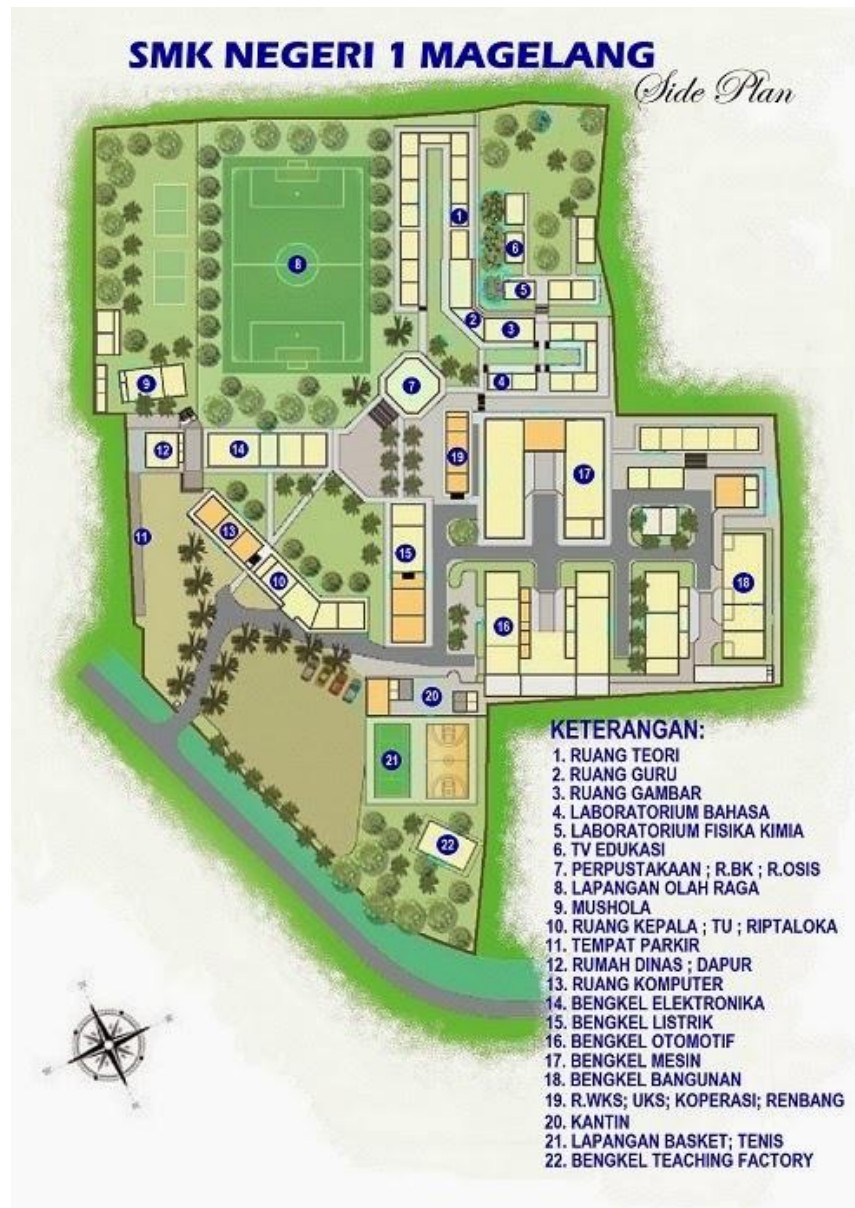 SMK NEGERI 1 MAGELANG
Side Plan
1
6
5
2
3
8
4
7
9
12
14
19
17
11
13
15
10
18
16
20
21
22
KETERANGAN:
1. RUANG TEORI
2. RUANG GURU
3. RUANG GAMBAR
4. LABORATORIUM BAHASA
5. LABORATORIUM FISIKA KIMIA
6. TV EDUKASI
7. PERPUSTAKAAN ; R.BK ; R.OSIS
8. LAPANGAN OLAH RAGA
9. MUSHOLA
10. RUANG KEPALA ; TU ; RIPTALOKA
11. TEMPAT PARKIR
12. RUMAH DINAS ; DAPUR
13. RUANG KOMPUTER
14. BENGKEL ELEKTRONIKA
15. BENGKEL LISTRIK
16. BENGKEL OTOMOTIF
17. BENGKEL MESIN
18. BENGKEL BANGUNAN
19. R.WKS; UKS; KOPERASI; RENBANG
20. KANTIN
21. LAPANGAN BASKET; TENIS
22. BENGKEL TEACHING FACTORY